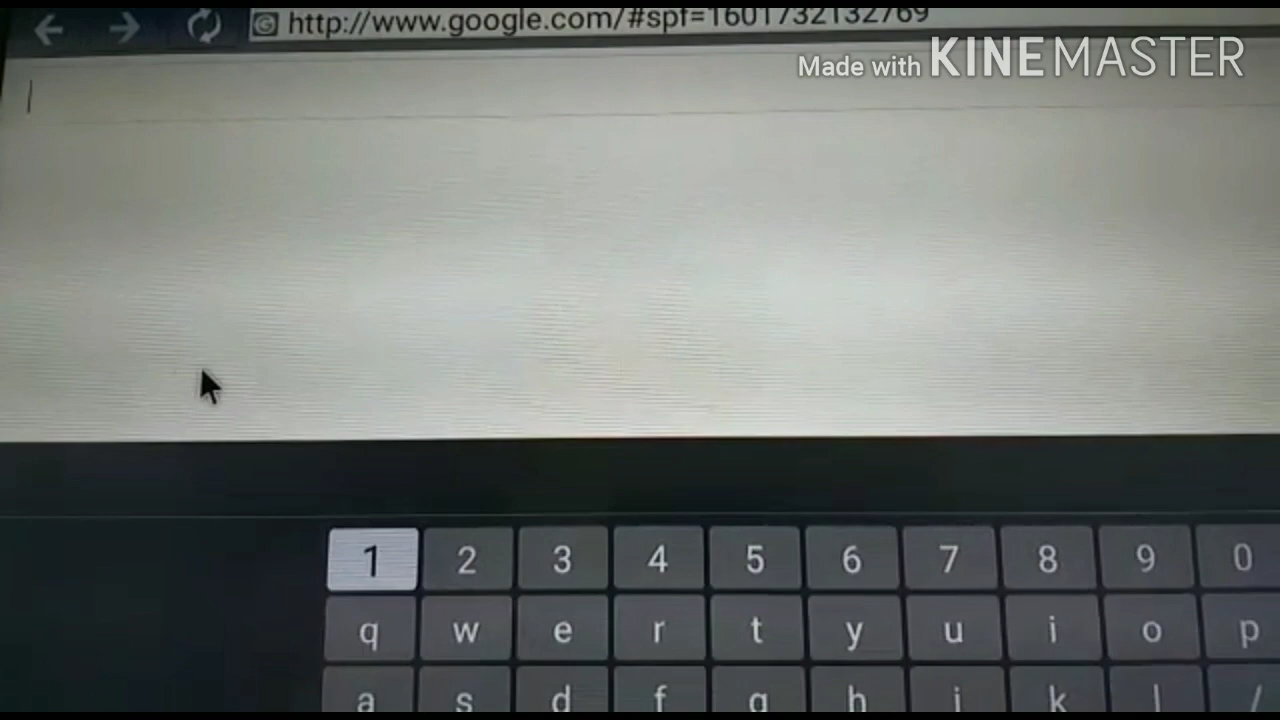 http://www.google.com/#spf=1601732132769
Made with KINEMASTER
1 2 3 4 5 6 7 8 9 0
q w e r t y u i o p
a s d f g h j k l /